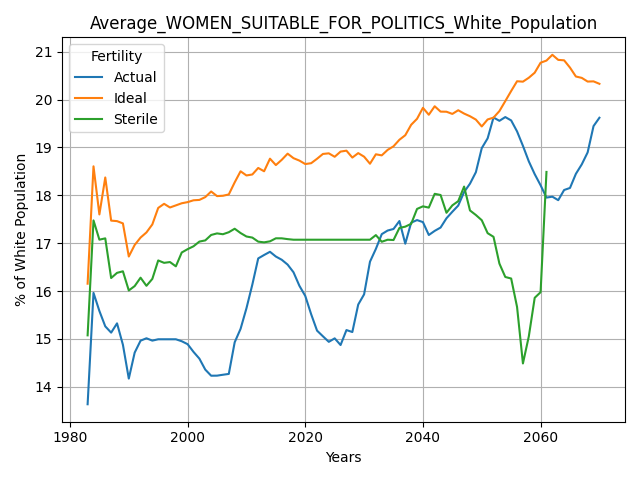 Average_WOMEN_SUITABLE_FOR_POLITICS_White_Population
Fertility
Actual
Ideal
Sterile
% of White Population
21
20
19
18
17
16
15
14
1980
2000
2020
2040
2060
Years